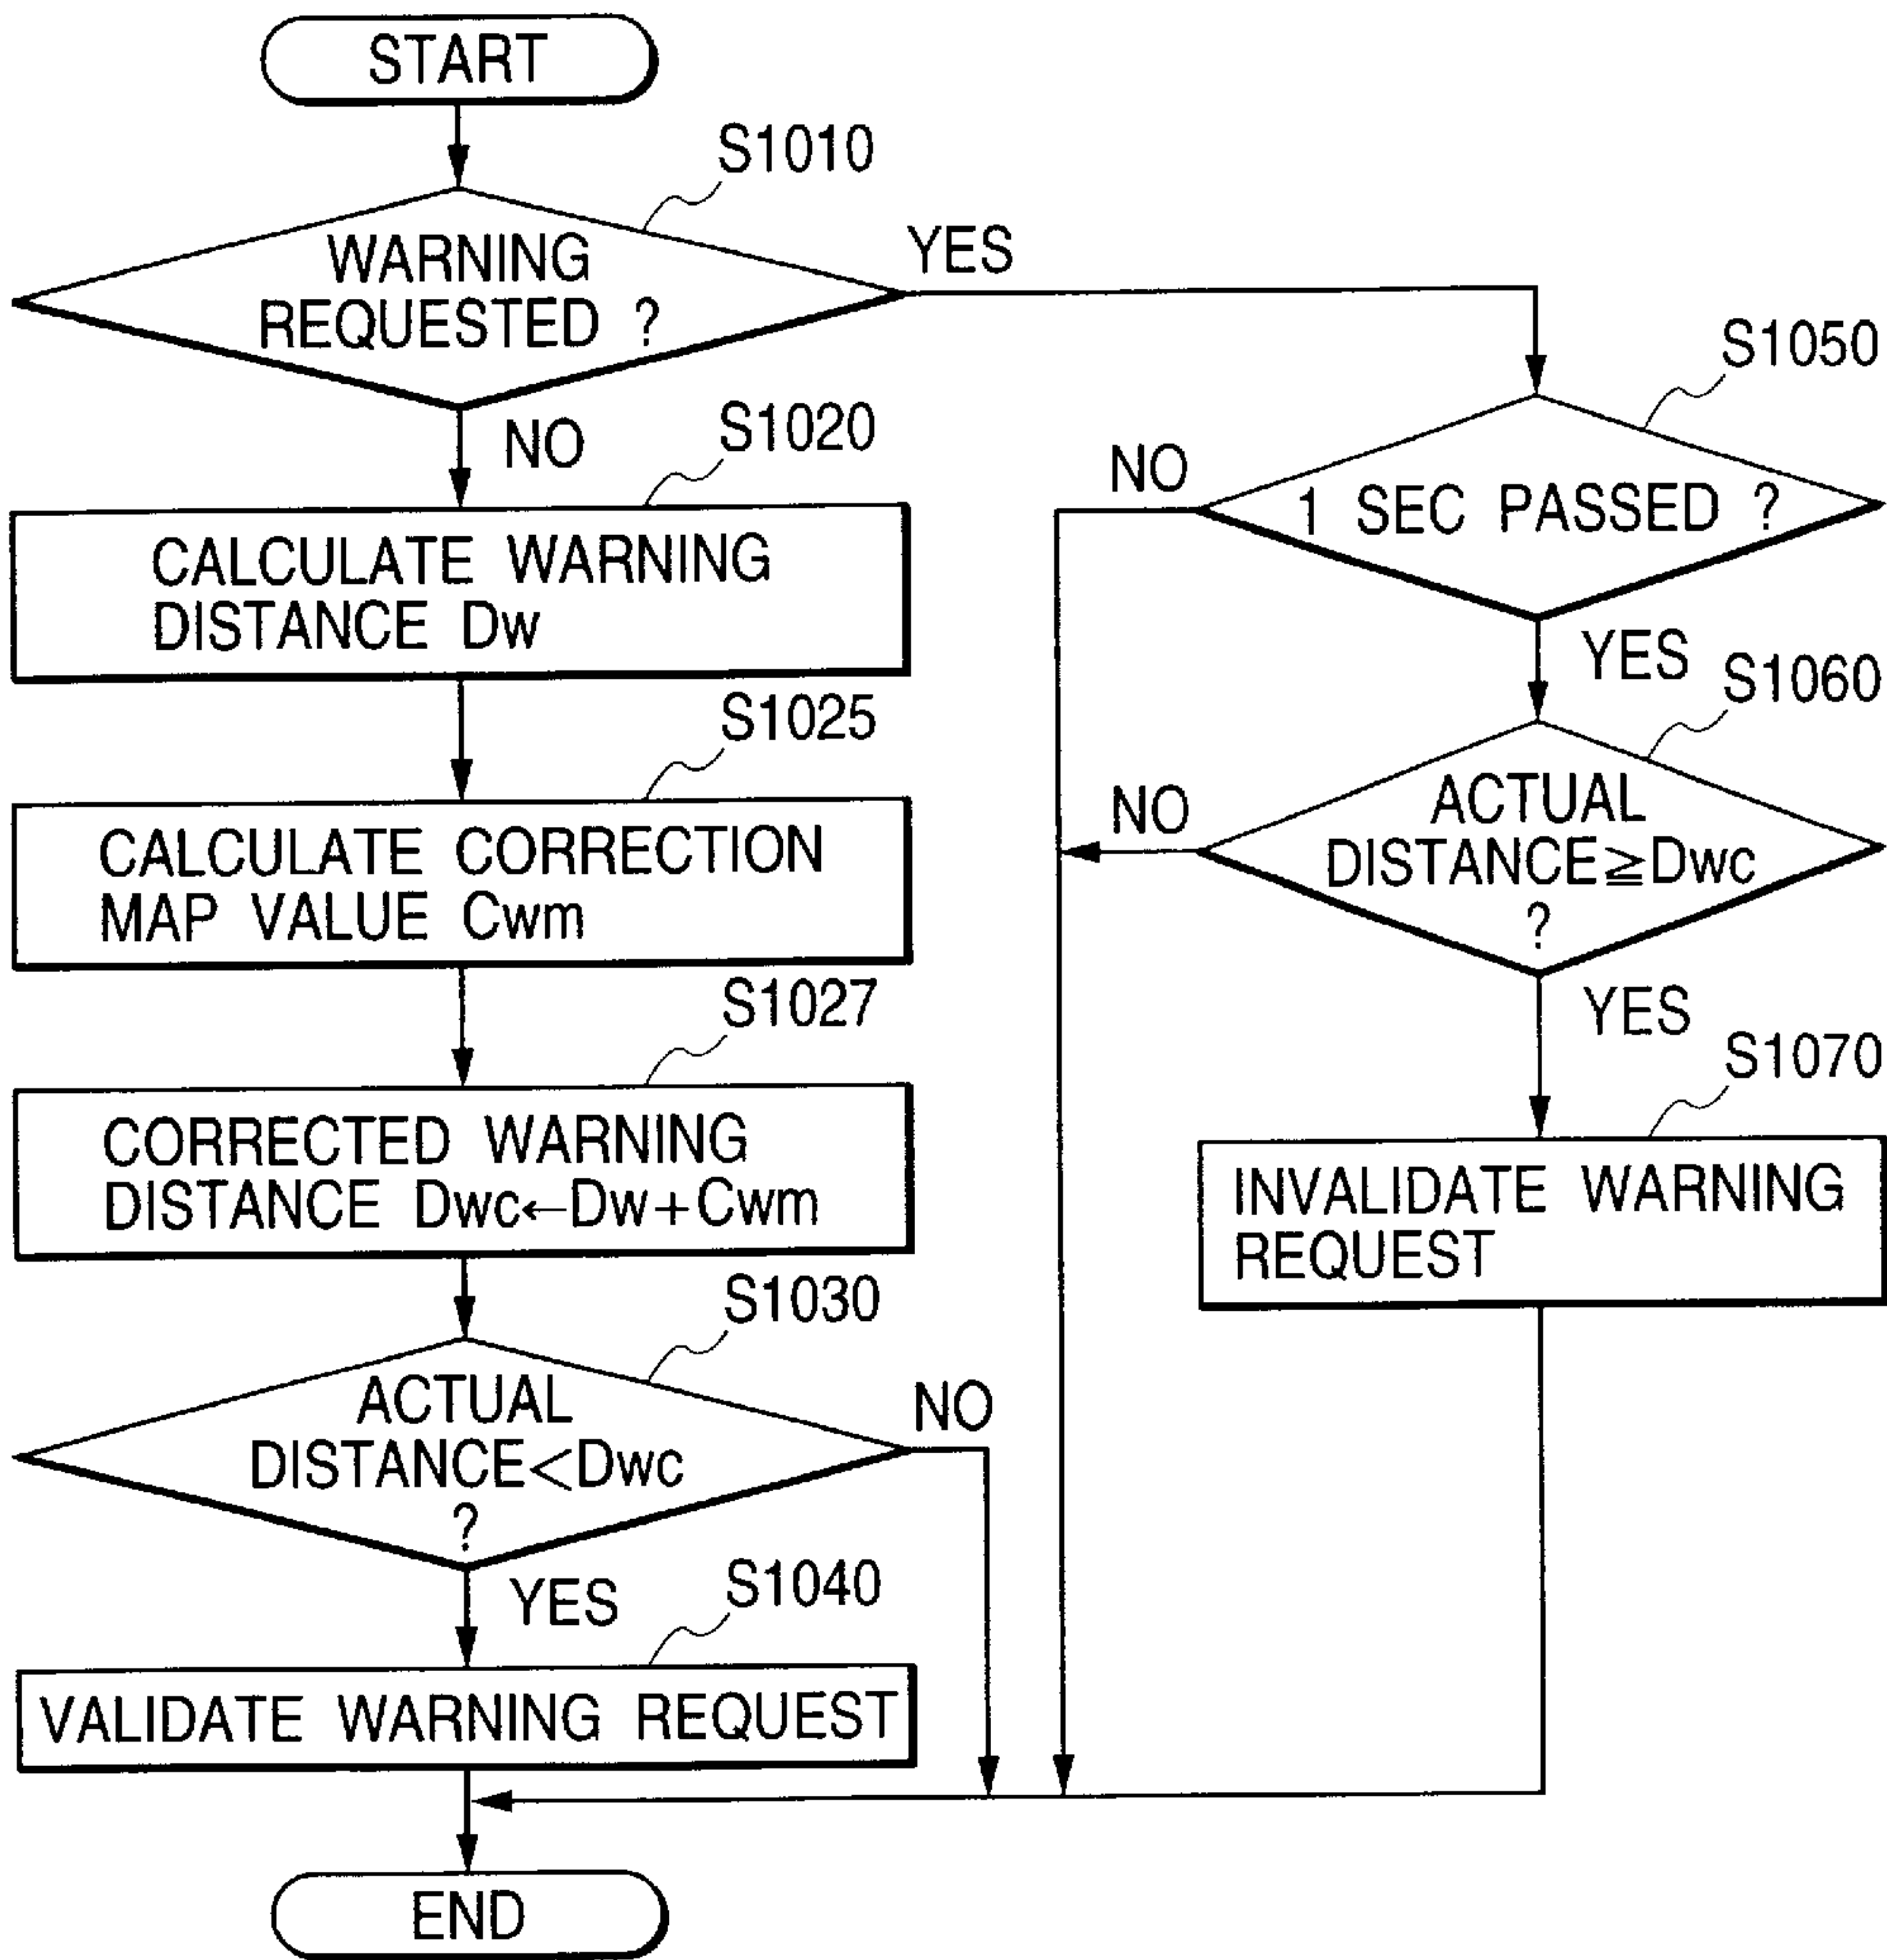 START
S1010
WARNING
REQUESTED ?
YES
NO
S1020
CALCULATE WARNING
DISTANCE Dw
S1025
CALCULATE CORRECTION
MAP VALUE Cwm
S1027
CORRECTED WARNING
DISTANCE Dwc←Dw+Cwm
S1030
ACTUAL
DISTANCE<Dwc
?
NO
YES
S1040
VALIDATE WARNING REQUEST
END
S1050
1 SEC PASSED ?
NO
YES
S1060
ACTUAL
DISTANCE≧Dwc
?
NO
YES
S1070
INVALIDATE WARNING
REQUEST